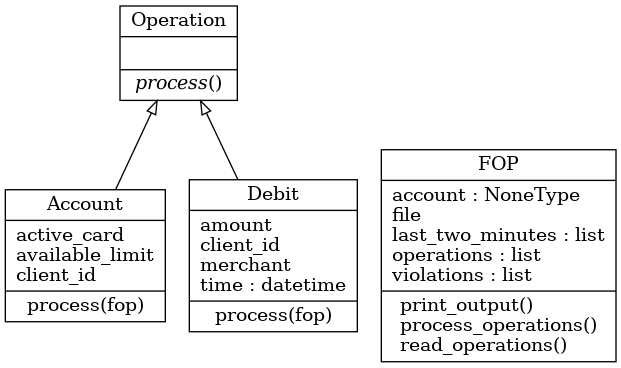 Operation
process()
Account
active_card
available_limit
client_id
process(fop)
Debit
amount
client_id
merchant
time : datetime
process(fop)
FOP
account : NoneType
file
last_two_minutes : list
operations : list
violations : list
print_output()
process_operations()
read_operations()